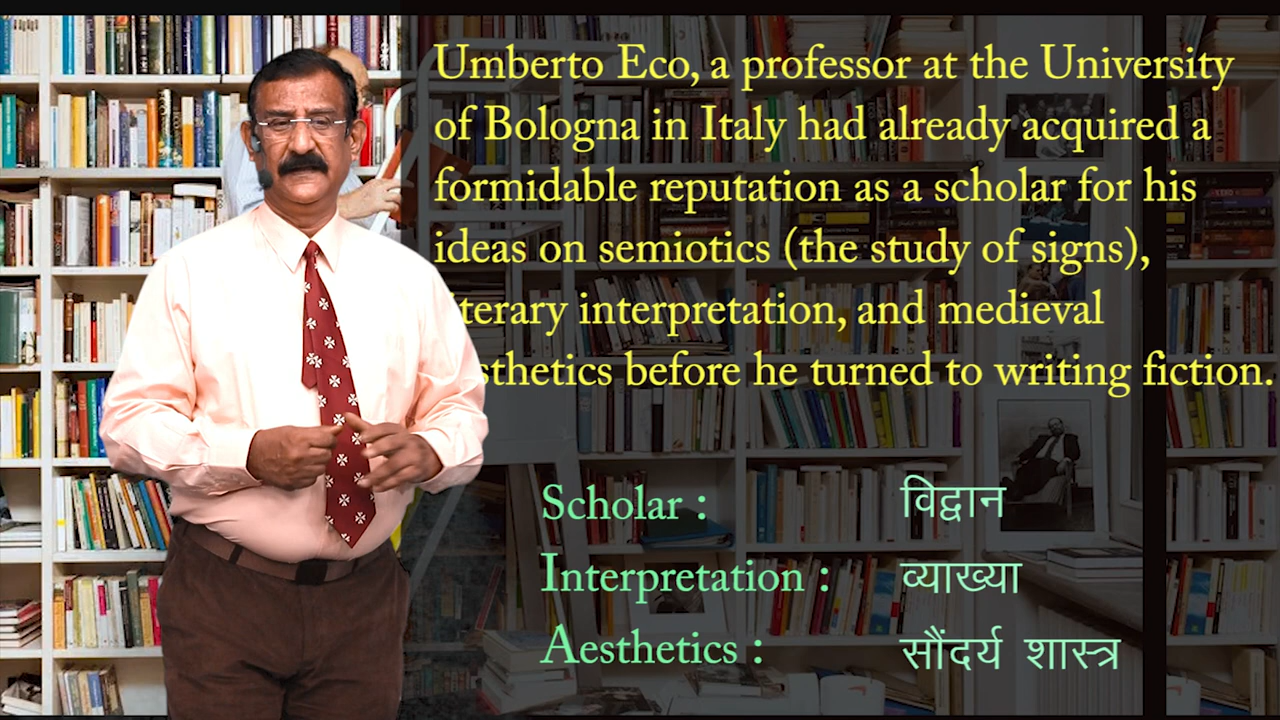 Umberto Eco, a professor at the University
of Bologna in Italy had already acquired a
formidable reputation as a scholar for his
ideas on semiotics (the study of signs),
interpretation, and medieval
before he turned to writing fiction.
Scholar : विद्वान
Interpretation : व्याख्या
Aesthetics : सौंदर्य शास्त्र